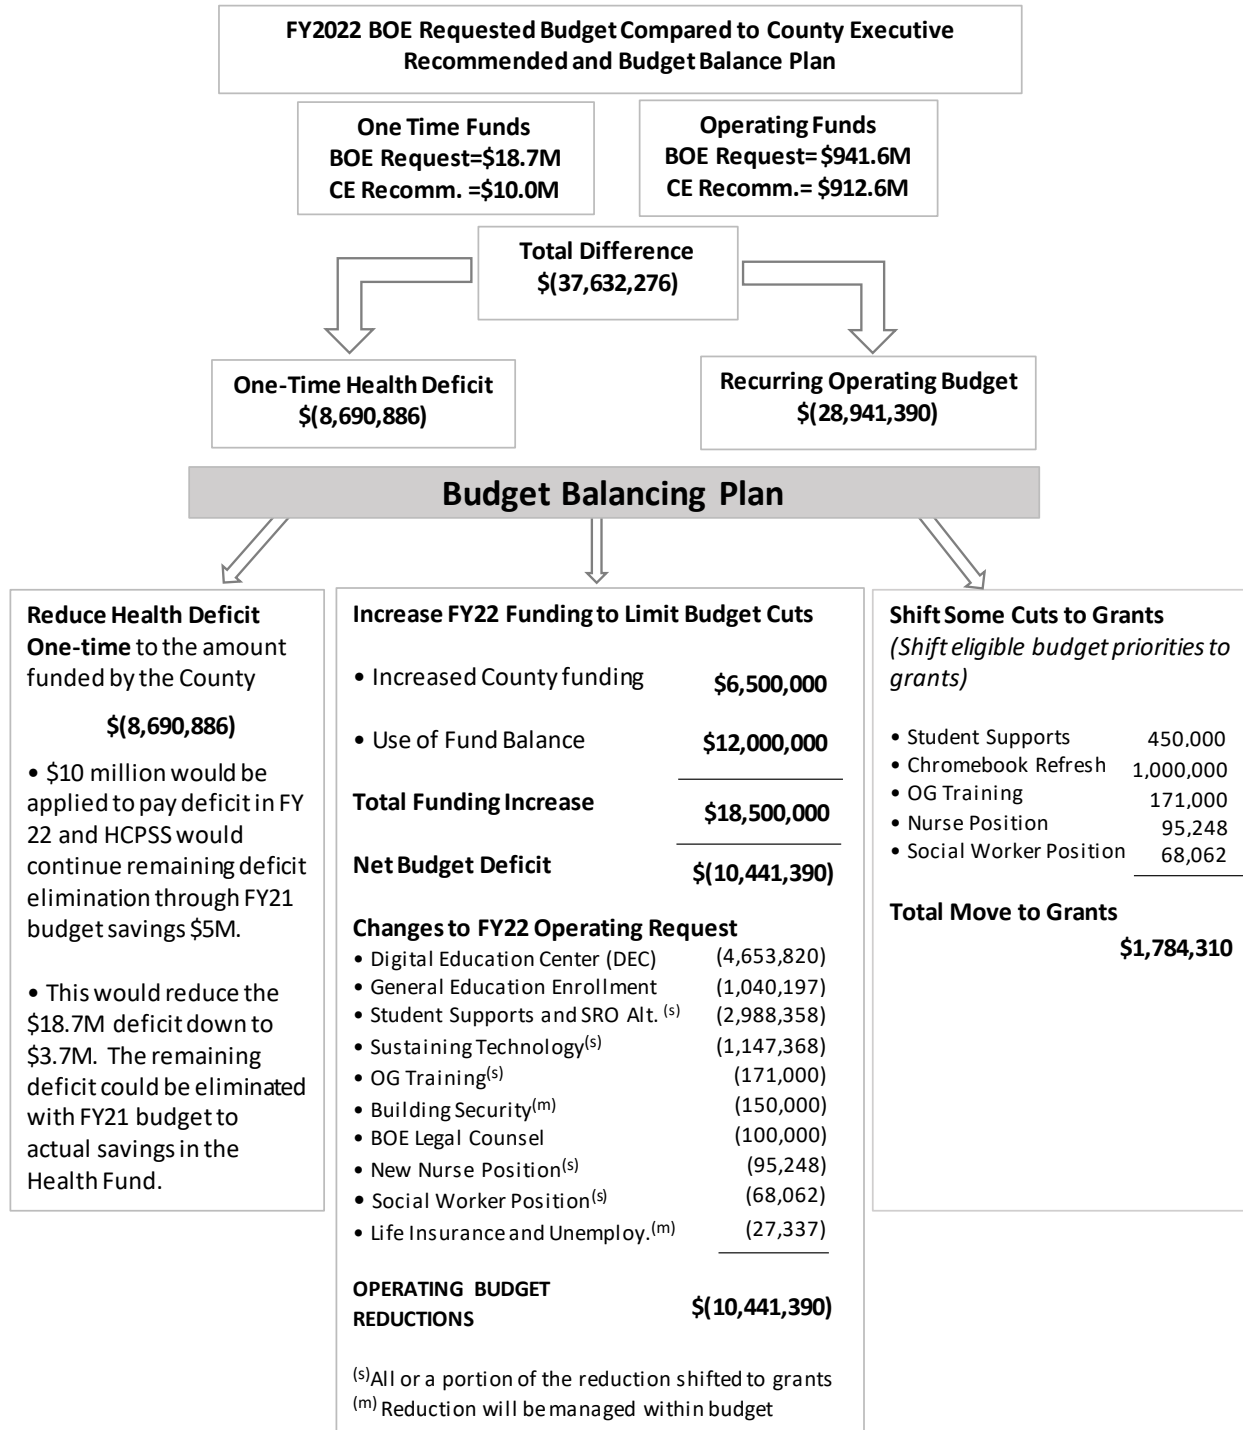 FY2022 BOE Requested Budget Compared to County Executive
Recommended and Budget Balance Plan
One Time Funds
BOE Request=$18.7M
CE Recomm. =$10.0M
Operating Funds
BOE Request= $941.6M
CE Recomm.= $912.6M
Total Difference
$(37,632,276)
One-Time Health Deficit
$(8,690,886)
Recurring Operating Budget
$(28,941,390)
Budget Balancing Plan
Reduce Health Deficit
One-time to the amount
funded by the County
$(8,690,886)
• $10 million would be
applied to pay deficit in FY
22 and HCPSS would
continue remaining deficit
elimination through FY21
budget savings $5M.
• This would reduce the
$18.7M deficit down to
$3.7M. The remaining
deficit could be eliminated
with FY21 budget to
actual savings in the
Health Fund.
Increase FY22 Funding to Limit Budget Cuts
• Increased County funding $6,500,000
• Use of Fund Balance $12,000,000
Total Funding Increase $18,500,000
Net Budget Deficit $(10,441,390)
Changes to FY22 Operating Request
• Digital Education Center (DEC) (4,653,820)
• General Education Enrollment (1,040,197)
• Student Supports and SRO Alt. (s) (2,988,358)
• Sustaining Technology(s) (1,147,368)
• OG Training(s) (171,000)
• Building Security(m) (150,000)
• BOE Legal Counsel (100,000)
• New Nurse Position(s) (95,248)
• Social Worker Position(s) (68,062)
• Life Insurance and Unemploy.(m) (27,337)
OPERATING BUDGET
REDUCTIONS $(10,441,390)
(s)All or a portion of the reduction shifted to grants
(m) Reduction will be managed within budget
Shift Some Cuts to Grants
(Shift eligible budget priorities to
grants)
• Student Supports 450,000
• Chromebook Refresh 1,000,000
• OG Training 171,000
• Nurse Position 95,248
• Social Worker Position 68,062
Total Move to Grants
$1,784,310